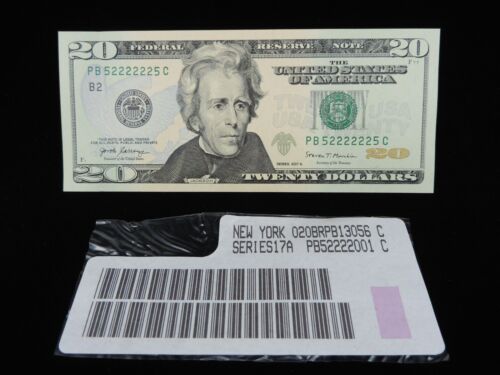 20 FEDERAL RESERVE NOTE 20
THE UNITED STATES OF AMERICA
PB 52222225 C
B2
PB 52222225 C
THIS NOTE IS LEGAL TENDER
FOR ALL DEBTS, PUBLIC AND PRIVATE
SERIES 2017 A
20
20 TWENTY DOLLARS
NEW YORK 020BRPB13056 C
SERIES17A PB52222001 C